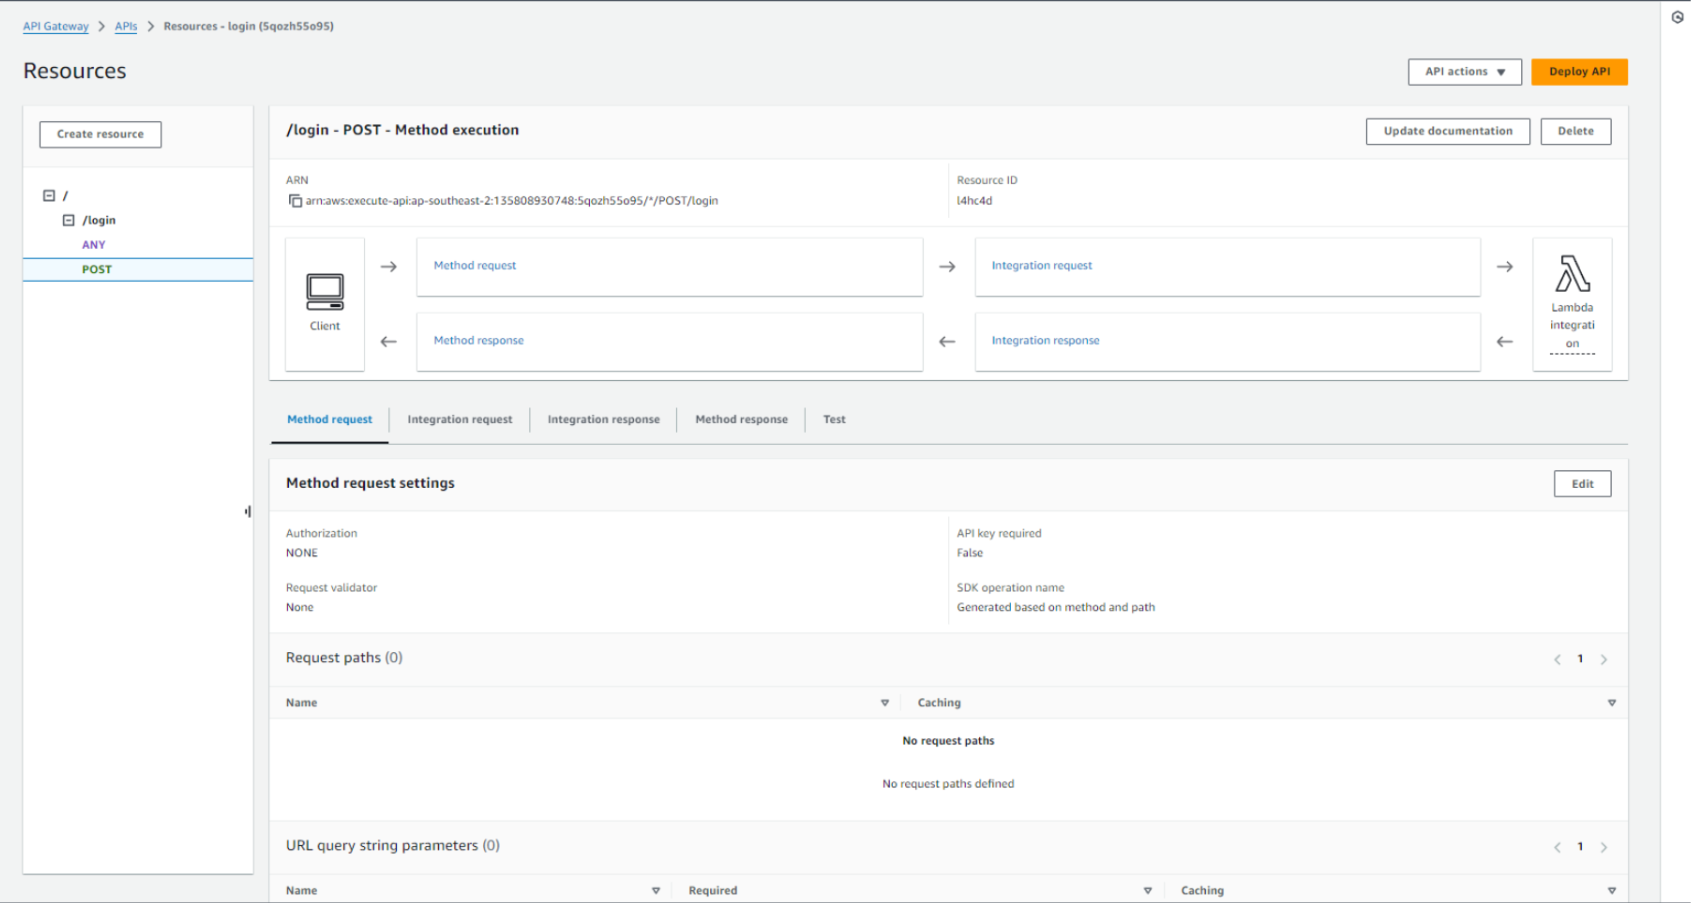 API Gateway > APIs > Resources - login (5qozh55o95)
Resources
API actions ▼
Deploy API
Create resource
/
/login
ANY
POST
/login - POST - Method execution
Update documentation
Delete
ARN
arn:aws:execute-api:ap-southeast-2:135808930748:5qozh55o95/*/POST/login
Resource ID
l4hc4d
Client
Method request
Integration request
Method response
Integration response
Lambda
integrati
on
Method request
Integration request
Integration response
Method response
Test
Method request settings
Edit
Authorization
NONE
API key required
False
Request validator
None
SDK operation name
Generated based on method and path
Request paths (0)
< 1 >
Name
Caching
No request paths
No request paths defined
URL query string parameters (0)
< 1 >
Name
Required
Caching